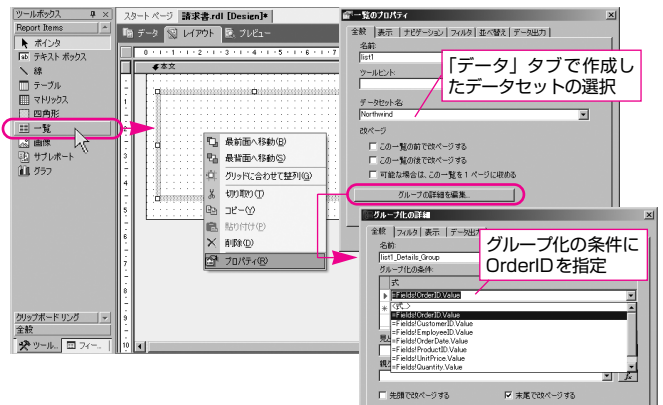 ツールボックス
Report Items
ポインタ
テキスト ボックス
線
テーブル
マトリックス
四角形
一覧
画像
サブレポート
グラフ
クリップボード リング
全般
ツール...
フィー...
スタート ページ 請求書.rdl [Design]*
データ レイアウト プレビュー
本文
最前面へ移動(B)
最背面へ移動(S)
グリッドに合わせて整列(G)
切り取り(T)
コピー(Y)
貼り付け(P)
削除(D)
プロパティ(R)
一覧のプロパティ
全般 表示 ナビゲーション フィルタ 並べ替え データ出力
名前:
list1
ツールヒント:
「データ」タブで作成し
たデータセットの選択
データセット名:
Northwind
改ページ
この一覧の前で改ページする
この一覧の後で改ページする
可能な場合は、この一覧を 1 ページに収める
グループの詳細を編集...
グループ化の詳細
全般 フィルタ 表示 データ出力
名前:
list1_Details_Group
グループ化の条件に
OrderIDを指定
グループ化の条件:
式
=Fields!OrderID.Value
<式...>
=Fields!OrderID.Value
=Fields!CustomerID.Value
=Fields!EmployeeID.Value
=Fields!OrderDate.Value
=Fields!ProductID.Value
=Fields!UnitPrice.Value
=Fields!Quantity.Value
先頭で改ページする
末尾で改ページする